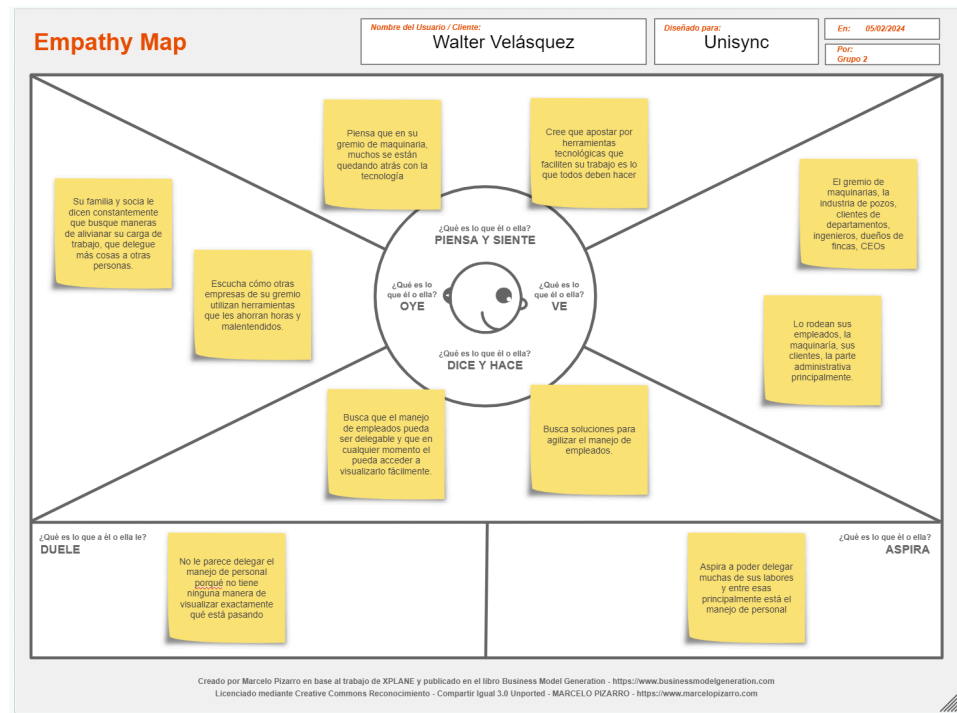 Empathy Map
Nombre del Usuario / Cliente:
Walter Velásquez
Diseñado para:
Unisync
En: 05/02/2024
Por:
Grupo 2
Piensa que en su
gremio de maquinaria,
muchos se están
quedando atrás con la
tecnología
Cree que apostar por
herramientas
tecnológicas que
faciliten su trabajo es lo
que todos deben hacer
Su familia y socia le
dicen constantemente
que busque maneras
de alivianar su carga de
trabajo, que delegue
más cosas a otras
personas.
Escucha cómo otras
empresas de su gremio
utilizan herramientas
que les ahorran horas y
malentendidos.
¿Qué es lo que él o ella?
PIENSA Y SIENTE
¿Qué es lo
que él o ella?
OYE
¿Qué es lo
que él o ella?
VE
¿Qué es lo que él o ella?
DICE Y HACE
El gremio de
maquinarias, la
industria de pozos,
clientes de
departamentos,
ingenieros, dueños de
fincas, CEOs
Lo rodean sus
empleados, la
maquinaría, sus
clientes, la parte
administrativa
principalmente.
Busca que el manejo
de empleados pueda
ser delegable y que en
cualquier momento el
pueda acceder a
visualizarlo fácilmente.
Busca soluciones para
agilizar el manejo de
empleados.
¿Qué es lo que a él o ella le?
DUELE
No le parece delegar el
manejo de personal
porqué no tiene
ninguna manera de
visualizar exactamente
qué está pasando
¿Qué es lo que él o ella?
ASPIRA
Aspira a poder delegar
muchas de sus labores
y entre esas
principalmente está el
manejo de personal
Creado por Marcelo Pizarro en base al trabajo de XPLANE y publicado en el libro Business Model Generation - https://www.businessmodelgeneration.com
Licenciado mediante Creative Commons Reconocimiento - Compartir Igual 3.0 Unported - MARCELO PIZARRO - https://www.marcelopizarro.com